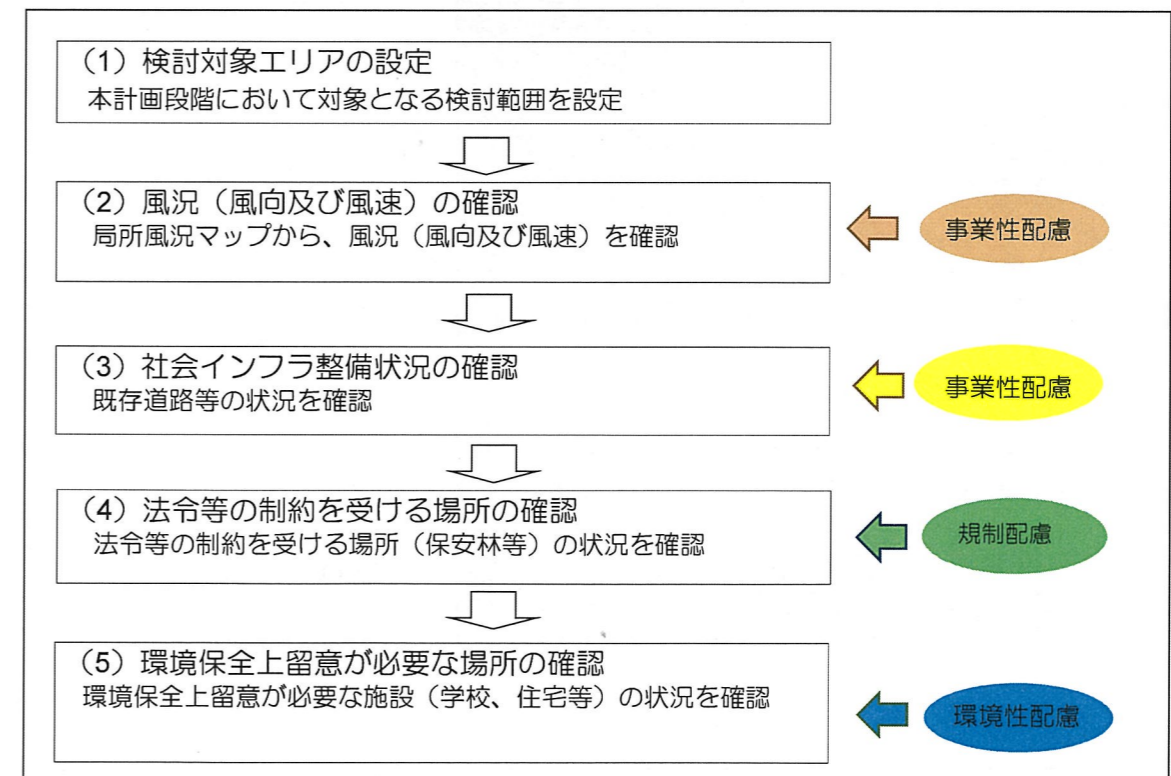 （1）検討対象エリアの設定
本計画段階において対象となる検討範囲を設定
（2）風況（風向及び風速）の確認
局所風況マップから、風況（風向及び風速）を確認
事業性配慮
（3）社会インフラ整備状況の確認
既存道路等の状況を確認
事業性配慮
（4）法令等の制約を受ける場所の確認
法令等の制約を受ける場所（保安林等）の状況を確認
規制配慮
（5）環境保全上留意が必要な場所の確認
環境保全上留意が必要な施設（学校、住宅等）の状況を確認
環境性配慮